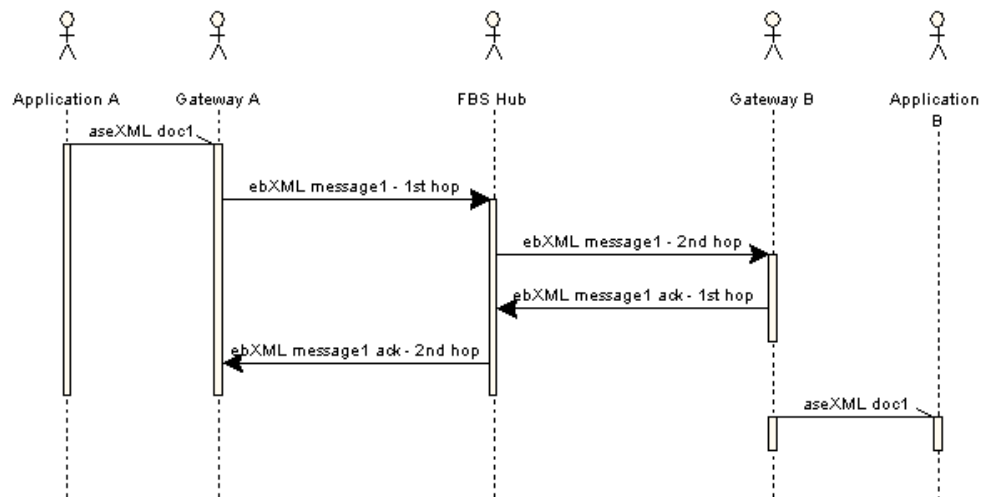 Application A
Gateway A
FBS Hub
Gateway B
Application
B
aseXML doc1
ebXML message1 - 1st hop
ebXML message1 - 2nd hop
ebXML message1 ack - 1st hop
ebXML message1 ack - 2nd hop
aseXML doc1